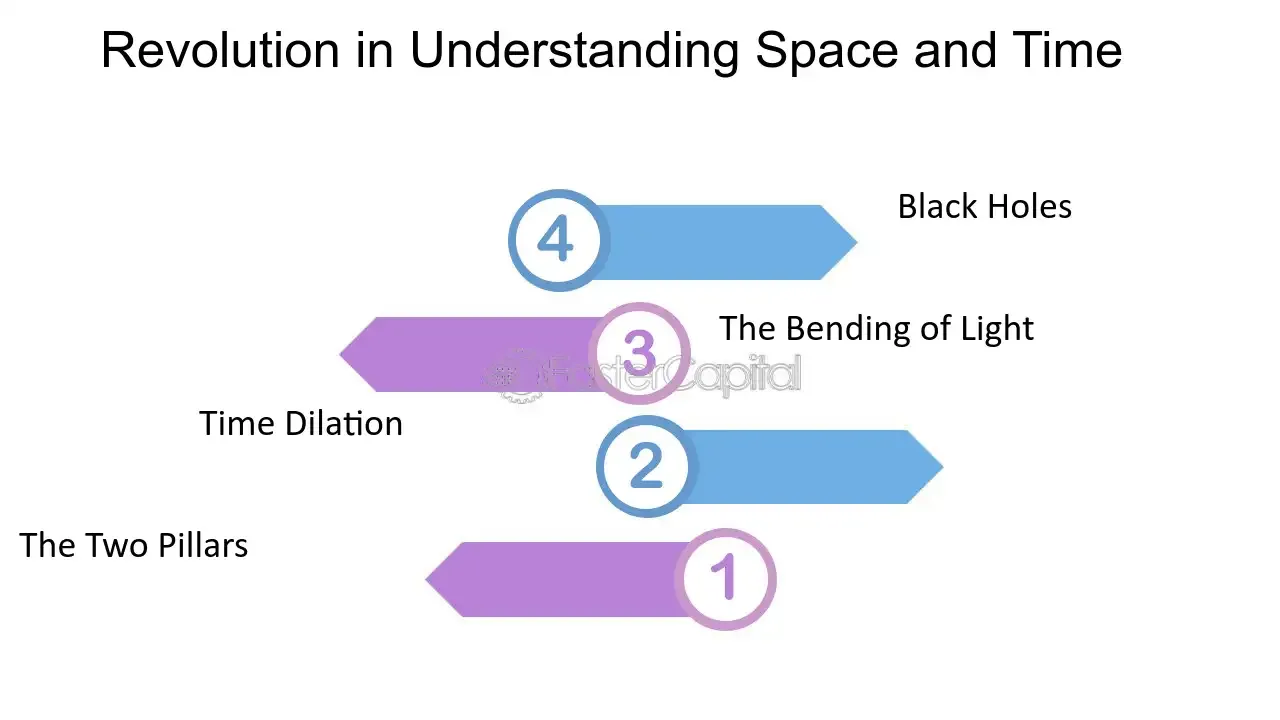 Revolution in Understanding Space and Time
4
Black Holes
3
The Bending of Light
FasterCapital
Time Dilation
2
The Two Pillars
1